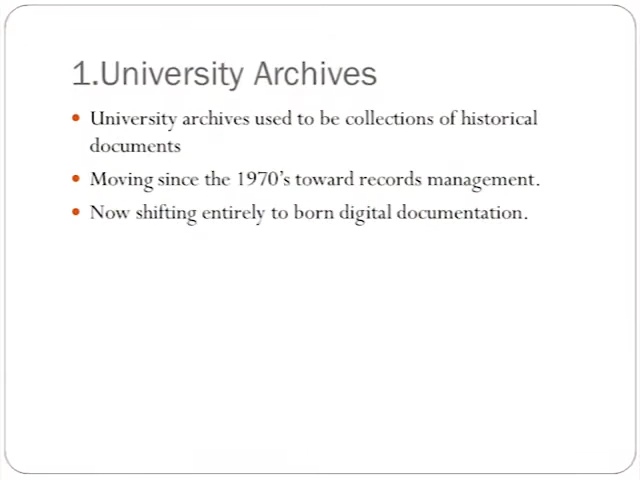 1.University Archives
• University archives used to be collections of historical
documents
• Moving since the 1970’s toward records management.
• Now shifting entirely to born digital documentation.